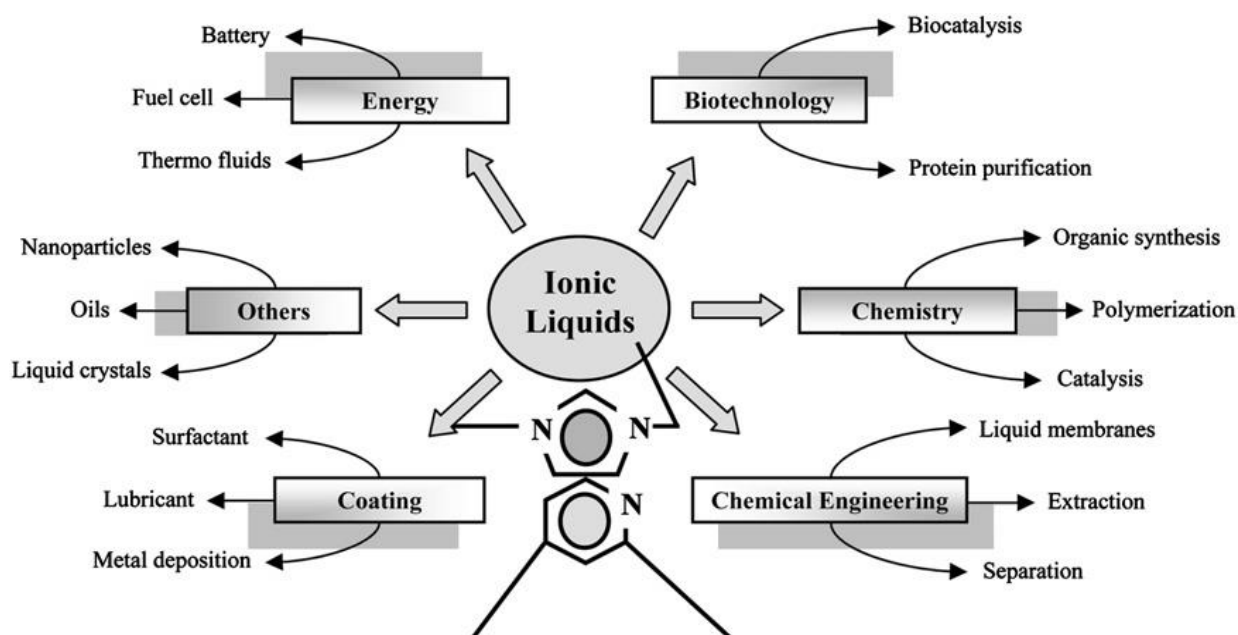 Battery
Fuel cell
Thermo fluids
Energy
Biocatalysis
Biotechnology
Protein purification
Nanoparticles
Oils
Liquid crystals
Others
Ionic
Liquids
Organic synthesis
Chemistry
Polymerization
Catalysis
Surfactant
Lubricant
Metal deposition
Coating
N
N
N
Liquid membranes
Chemical Engineering
Extraction
Separation